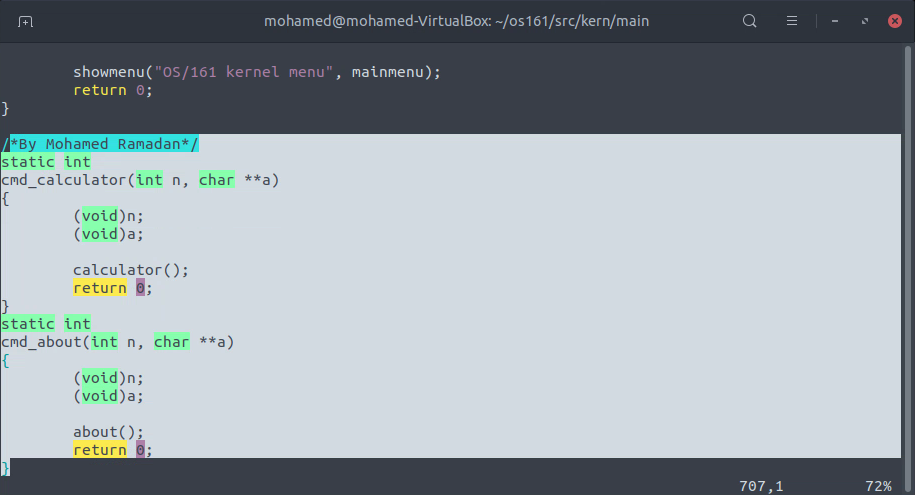 mohamed@mohamed-VirtualBox: ~/os161/src/kern/main
        showmenu("OS/161 kernel menu", mainmenu);
        return 0;
}
/*By Mohamed Ramadan*/
static int
cmd_calculator(int n, char **a)
{
        (void)n;
        (void)a;
        calculator();
        return 0;
}
static int
cmd_about(int n, char **a)
{
        (void)n;
        (void)a;
        about();
        return 0;
}
707,1 72%